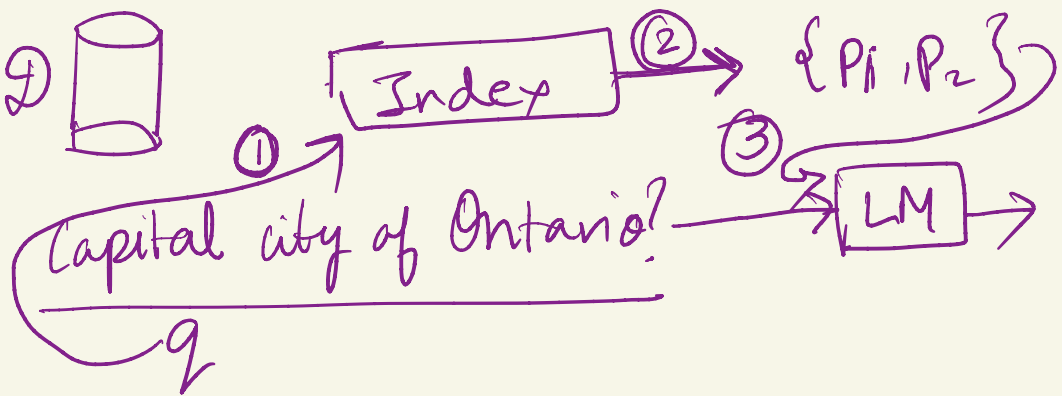 D
Index
②
{P1, P2}
①
③
Capital city of Ontario?
LM
q